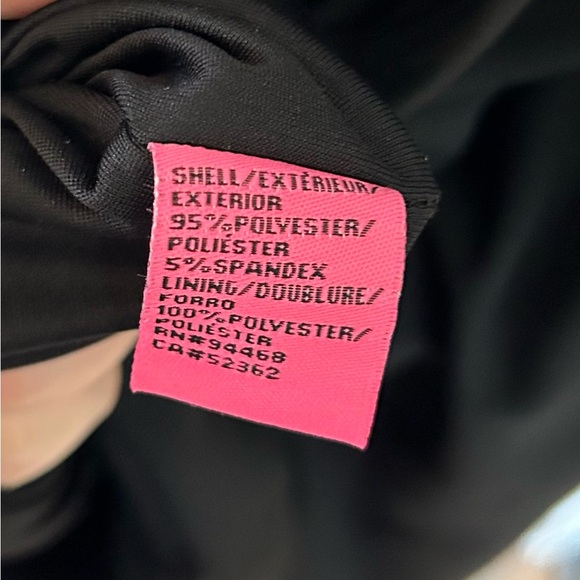 SHELL/EXTÉRIEUR/
EXTERIOR
95%POLYESTER/
POLIÉSTER
5%SPANDEX
LINING/DOUBLURE/
FORRO
100%POLYESTER/
POLIÉSTER
RN#94468
CA#52362